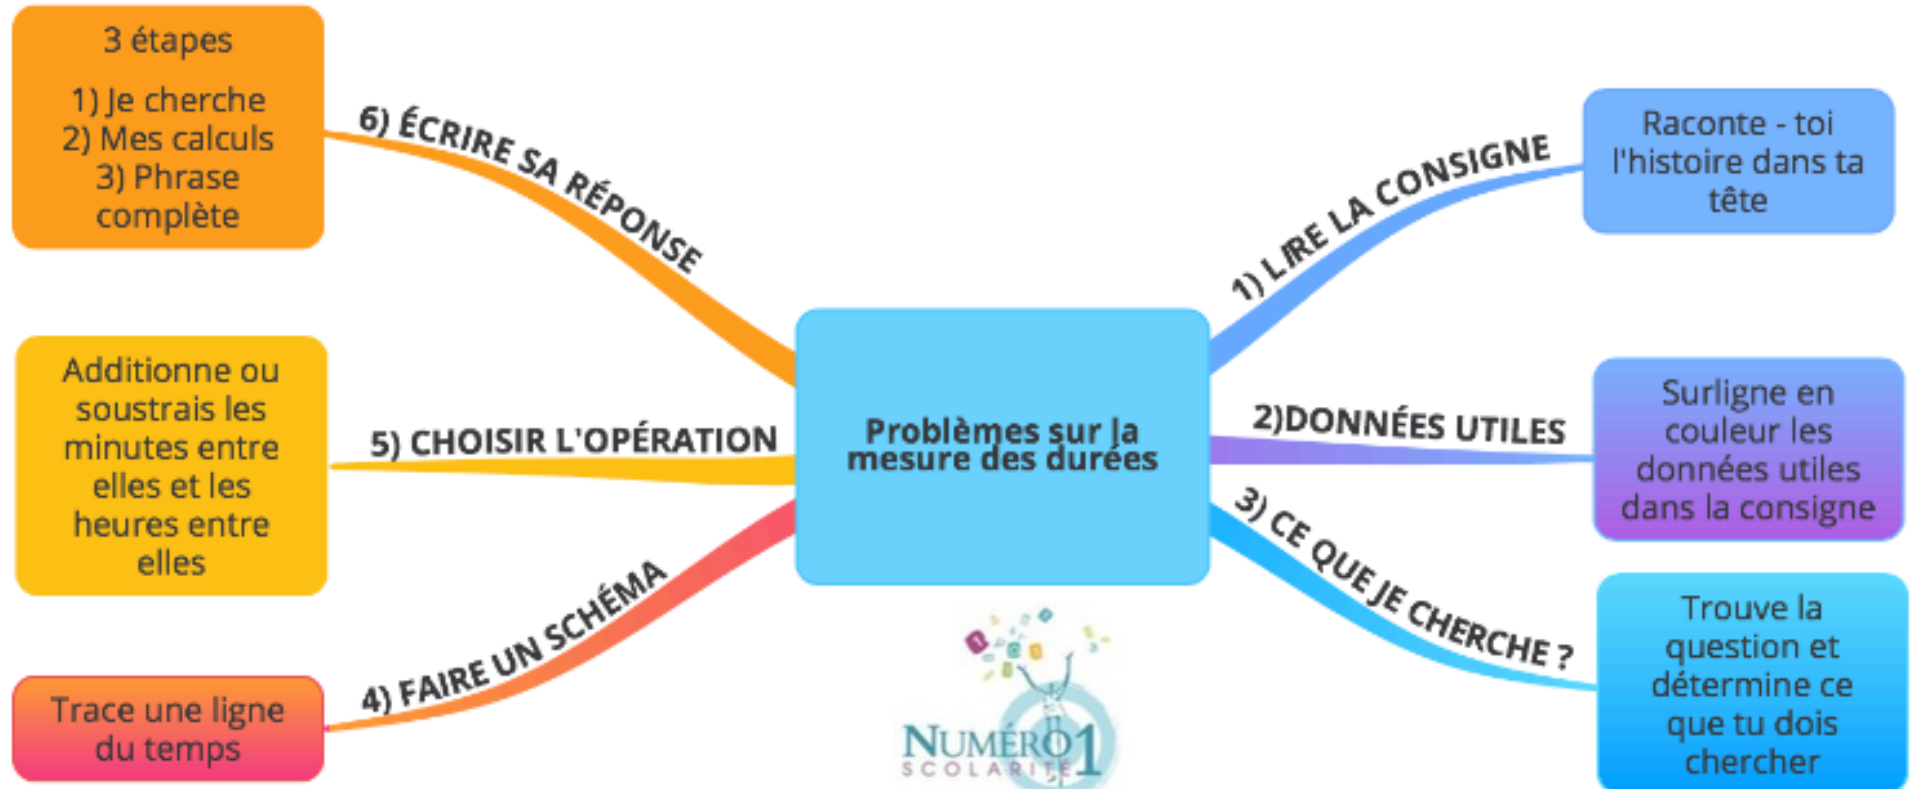 Problèmes sur la
mesure des durées
1) LIRE LA CONSIGNE
Raconte - toi
l'histoire dans ta
tête
2)DONNÉES UTILES
Surligne en
couleur les
données utiles
dans la consigne
3) CE QUE JE CHERCHE ?
Trouve la
question et
détermine ce
que tu dois
chercher
4) FAIRE UN SCHÉMA
Trace une ligne
du temps
5) CHOISIR L'OPÉRATION
Additionne ou
soustrais les
minutes entre
elles et les
heures entre
elles
6) ÉCRIRE SA RÉPONSE
3 étapes
1) Je cherche
2) Mes calculs
3) Phrase
complète
NUMÉRO1
SCOLARITÉ